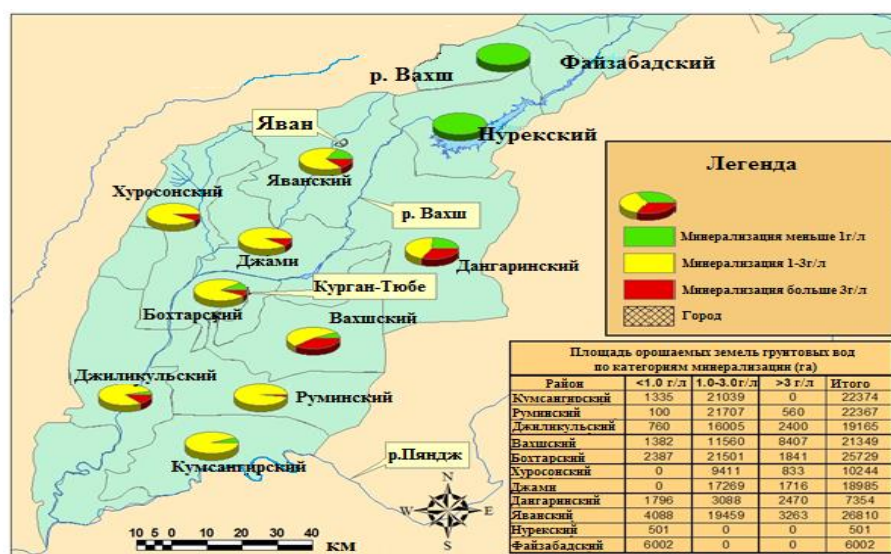 р. Вахш
Файзабадский
Яван
Нурекский
Яванский
Хуросонский
р. Вахш
Джами
Дангаринский
Курган-Тюбе
Бохтарский
Вахшский
Джиликульский
Руминский
Кумсангирский
р.Пяндж
N
W E
S
10 5 0 10 20 30 40
км
Легенда
Минерализация меньше 1г/л
Минерализация 1-3г/л
Минерализация больше 3г/л
Город
Площадь орошаемых земель грунтовых вод
по категориям минерализации (га)
Район <1.0 г/л 1.0-3.0г/л >3 г/л Итого
Кумсангирский 1335 21039 0 22374
Руминский 100 21707 560 22367
Джиликульский 760 16005 2400 19165
Вахшский 1382 11560 8407 21349
Бохтарский 2387 21501 1841 25729
Хуросонский 0 9411 833 10244
Джами 0 17269 1716 18985
Дангаринский 1796 3088 2470 7354
Яванский 4088 19459 3263 26810
Нурекский 501 0 0 501
Файзабадский 6002 0 0 6002